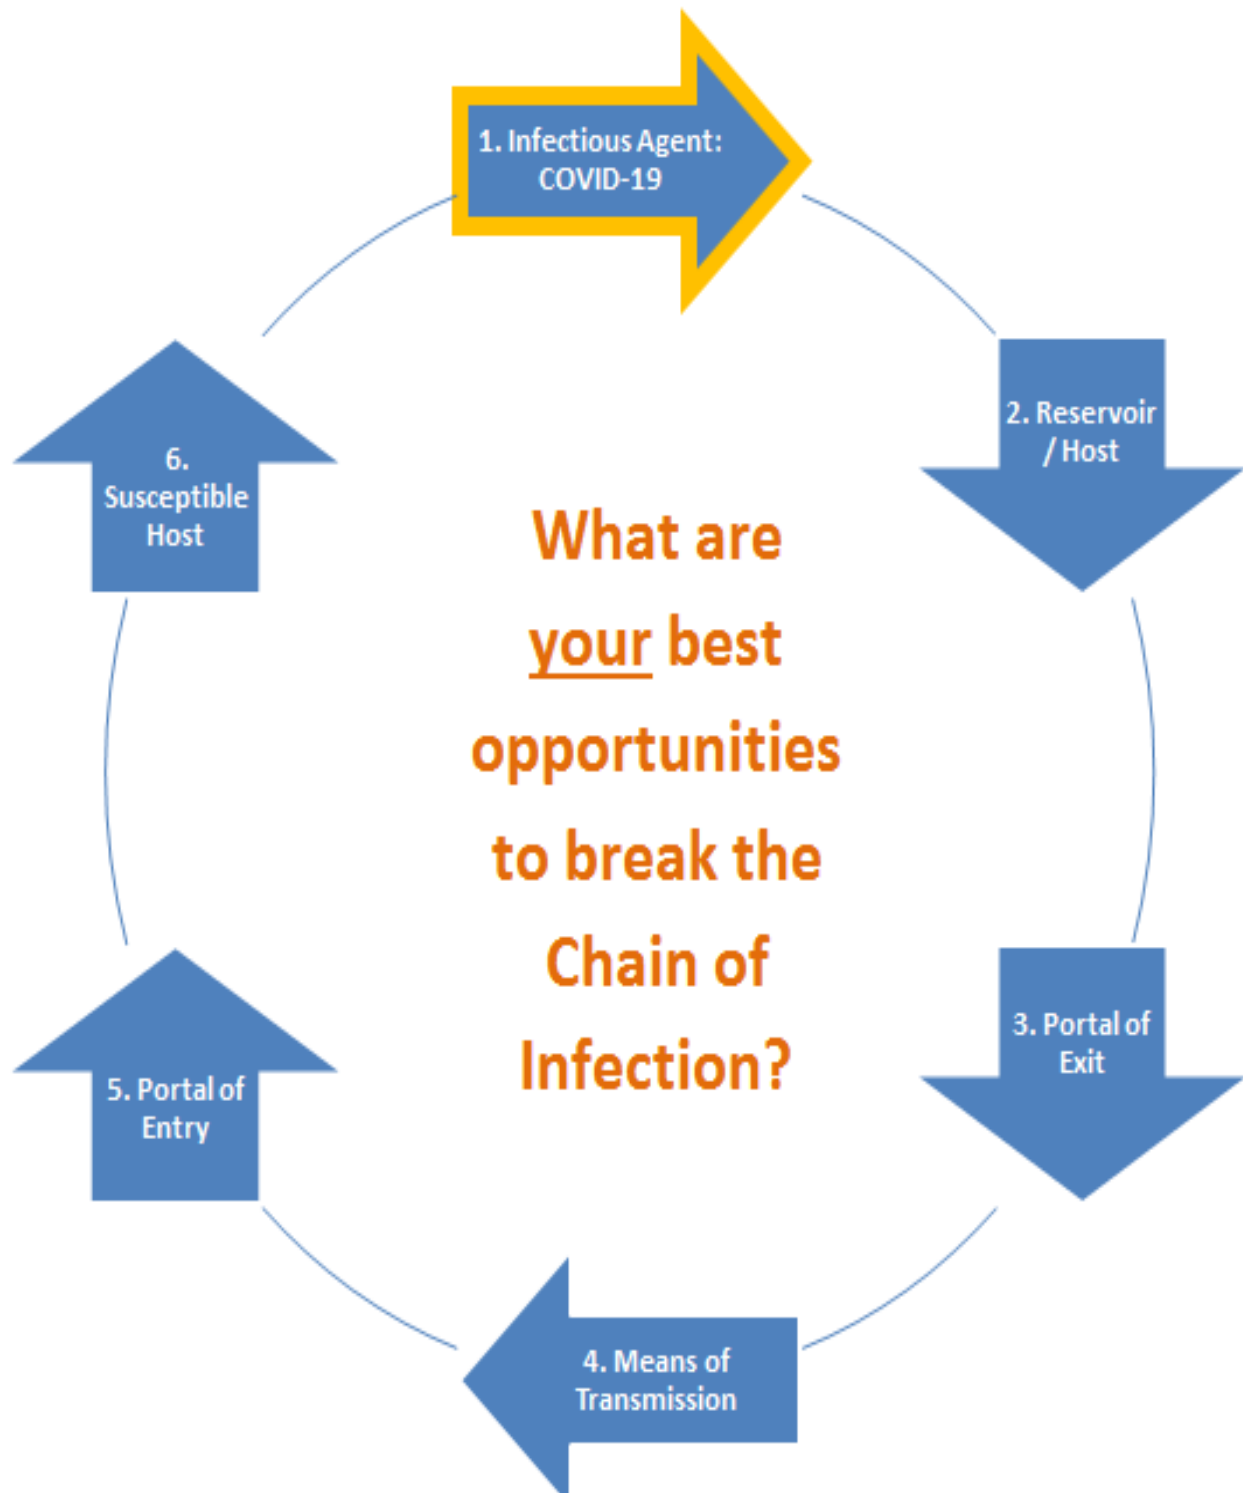 1. Infectious Agent:
COVID-19
2. Reservoir
/ Host
3. Portal of
Exit
4. Means of
Transmission
5. Portal of
Entry
6.
Susceptible
Host
What are
your best
opportunities
to break the
Chain of
Infection?